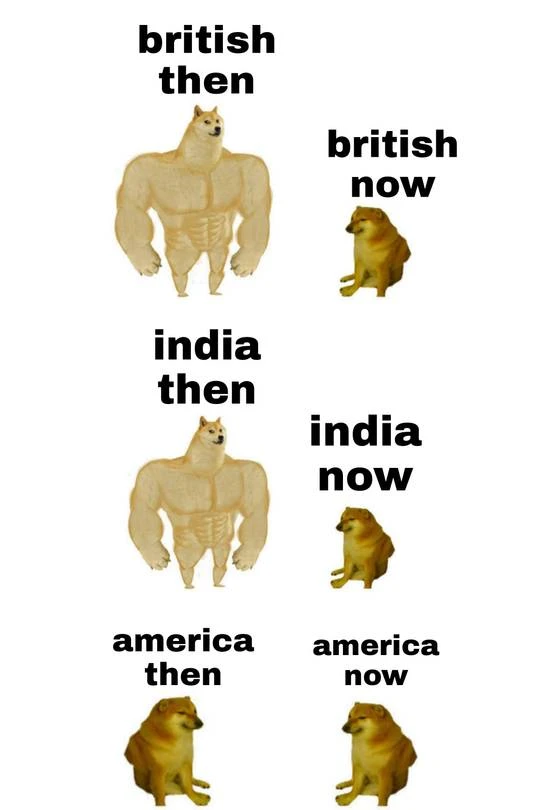 british
then
british
now
india
then
india
now
america
then
america
now